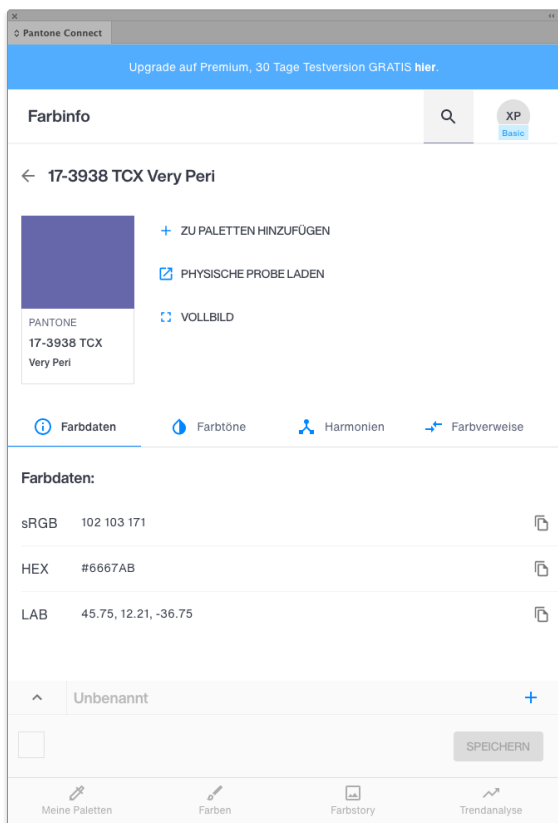 Pantone Connect
Upgrade auf Premium, 30 Tage Testversion GRATIS hier.
Farbinfo
XP
Basic
17-3938 TCX Very Peri
ZU PALETTEN HINZUFÜGEN
PHYSISCHE PROBE LADEN
VOLLBILD
PANTONE
17-3938 TCX
Very Peri
Farbdaten Farbtöne Harmonien Farbverweise
Farbdaten:
sRGB 102 103 171
HEX #6667AB
LAB 45.75, 12.21, -36.75
Unbenannt
SPEICHERN
Meine Paletten Farben Farbstory Trendanalyse